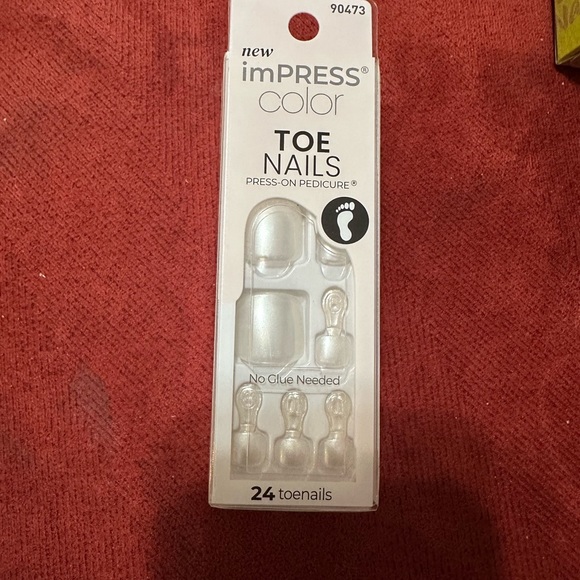 90473
new
imPRESS®
color
TOE
NAILS
PRESS-ON PEDICURE®
No Glue Needed
24 toenails